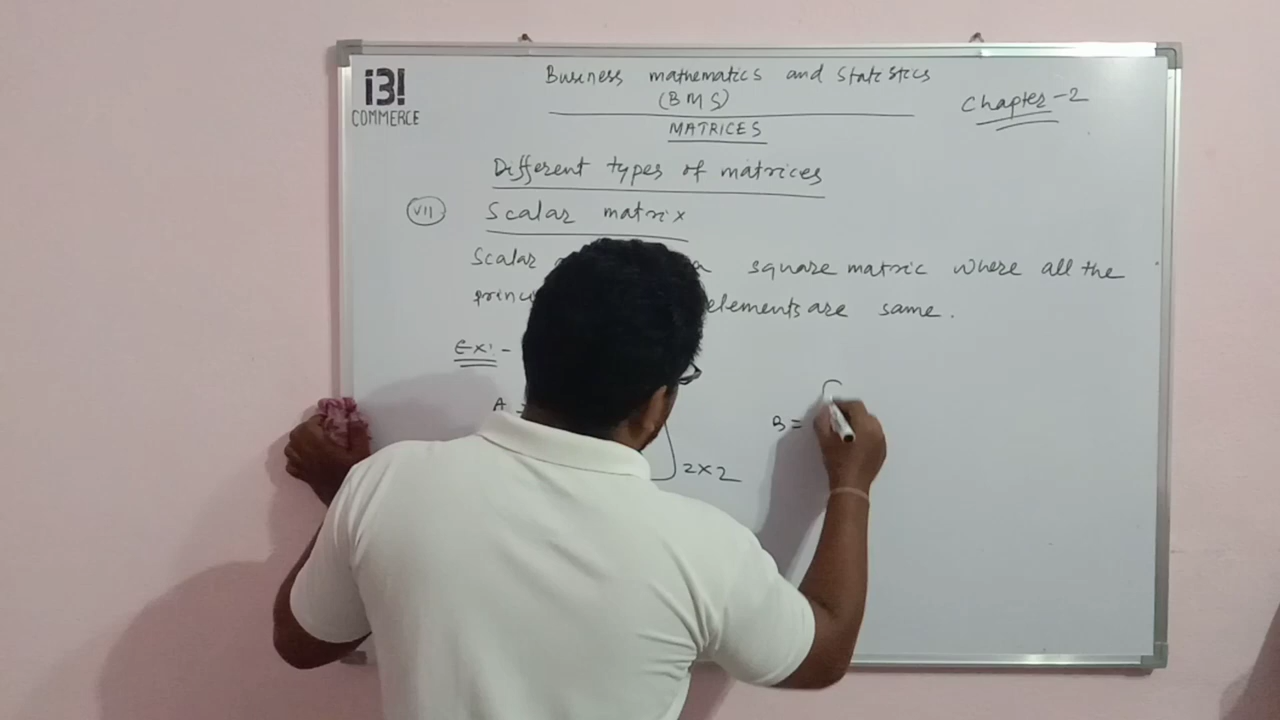 i3!
COMMERCE
Business mathematics and statistics
(BMS)
Chapter-2
MATRICES
Different types of matrices
VII Scalar matrix
Scalar a square matric where all the
elements are same.
Ex:-
A =
2x2
B =